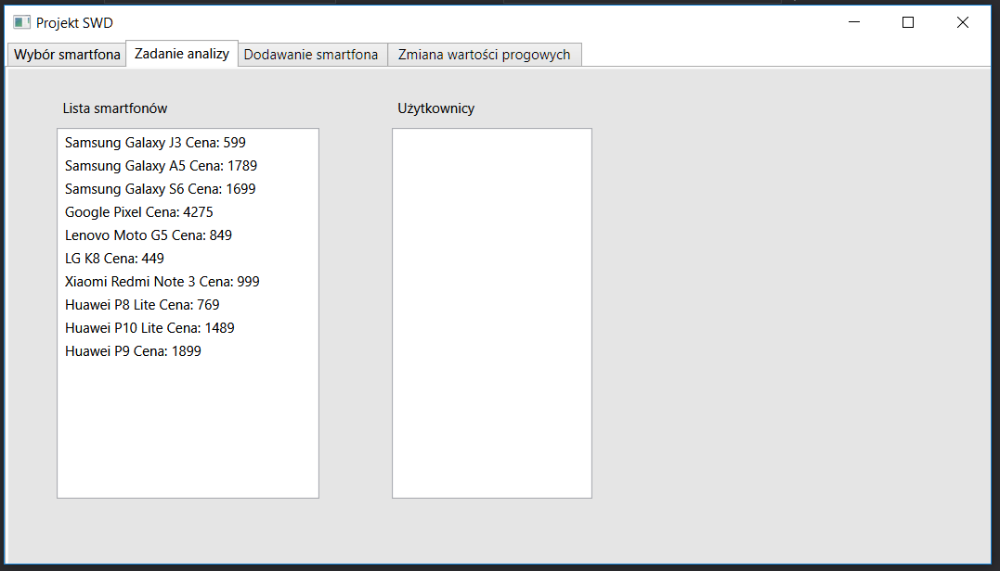 Projekt SWD
Wybór smartfona Zadanie analizy Dodawanie smartfona Zmiana wartości progowych
Lista smartfonów Użytkownicy
Samsung Galaxy J3 Cena: 599
Samsung Galaxy A5 Cena: 1789
Samsung Galaxy S6 Cena: 1699
Google Pixel Cena: 4275
Lenovo Moto G5 Cena: 849
LG K8 Cena: 449
Xiaomi Redmi Note 3 Cena: 999
Huawei P8 Lite Cena: 769
Huawei P10 Lite Cena: 1489
Huawei P9 Cena: 1899